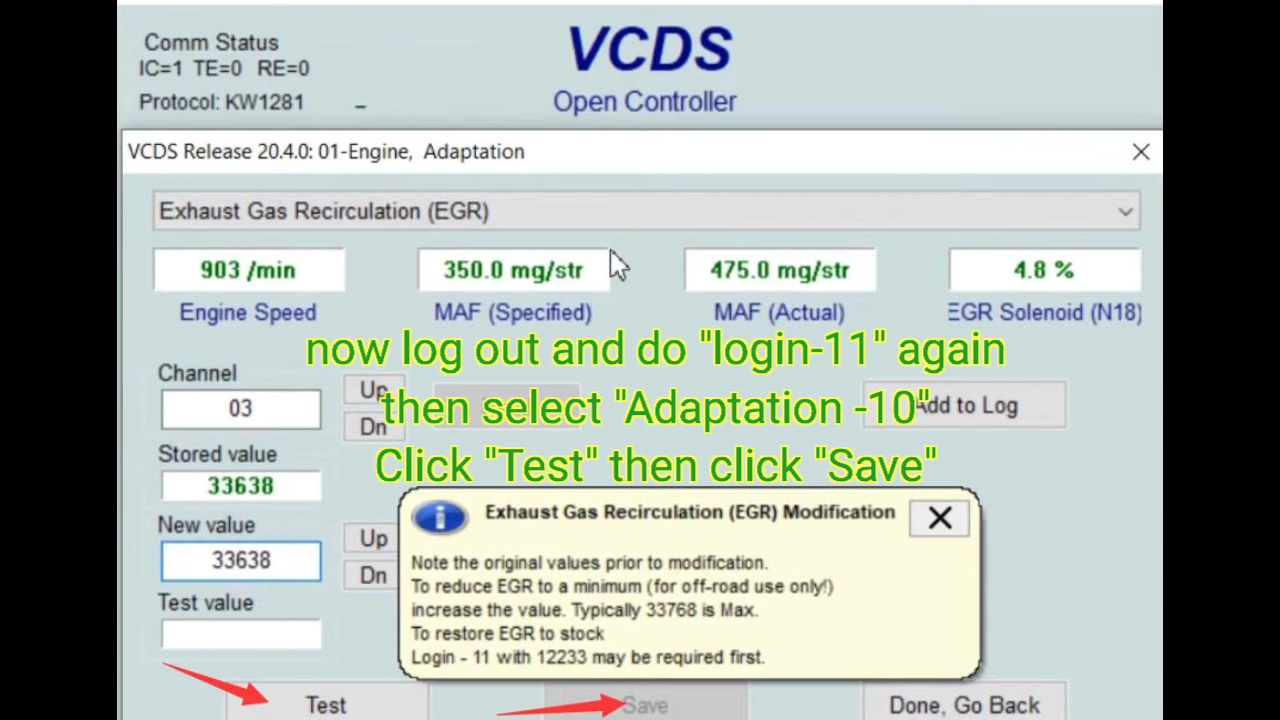 Comm Status
IC=1 TE=0 RE=0
Protocol: KW1281
VCDS
Open Controller
VCDS Release 20.4.0: 01-Engine, Adaptation
Exhaust Gas Recirculation (EGR)
903 /min
350.0 mg/str
475.0 mg/str
4.8 %
Engine Speed
MAF (Specified)
MAF (Actual)
EGR Solenoid (N18)
now log out and do "login-11" again
then select "Adaptation -10"
Click "Test" then click "Save"
Channel
03
Up
Dn
Add to Log
Stored value
33638
New value
33638
Up
Dn
Test value
Exhaust Gas Recirculation (EGR) Modification
Note the original values prior to modification.
To reduce EGR to a minimum (for off-road use only!)
increase the value. Typically 33768 is Max.
To restore EGR to stock
Login - 11 with 12233 may be required first.
Test
Save
Done, Go Back